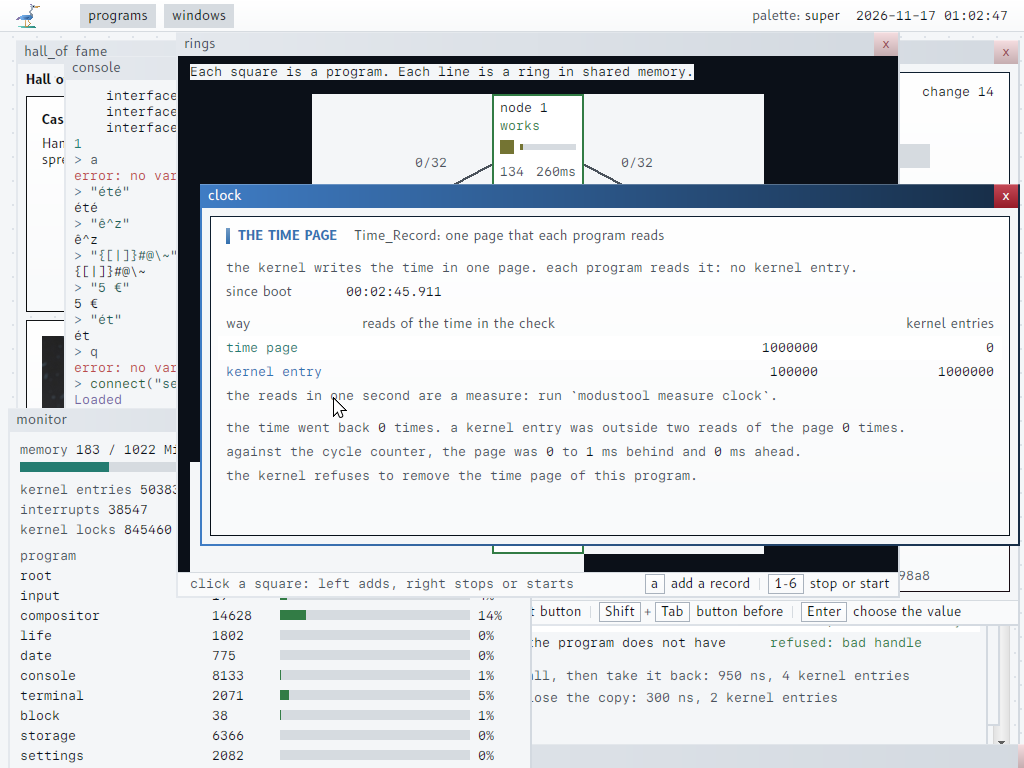 programs windows palette: super 2026-11-17 01:02:47
hall_of fame
Hall o
Cas
Han
spre
console
interface
interface
interface
1
> a
error: no var
> "été"
été
> "ê^z"
ê^z
> "{[|]}#@\~"
{[|]}#@\~
> "5 €"
5 €
> "ét"
ét
> q
error: no var
> connect("se
Loaded
rings x
Each square is a program. Each line is a ring in shared memory.
node 1
works
134 260ms
0/32 0/32
x
change 14
clock x
THE TIME PAGE Time_Record: one page that each program reads
the kernel writes the time in one page. each program reads it: no kernel entry.
since boot 00:02:45.911
way reads of the time in the check kernel entries
time page 1000000 0
kernel entry 100000 1000000
the reads in one second are a measure: run `modustool measure clock`.
the time went back 0 times. a kernel entry was outside two reads of the page 0 times.
against the cycle counter, the page was 0 to 1 ms behind and 0 ms ahead.
the kernel refuses to remove the time page of this program.
click a square: left adds, right stops or starts a add a record 1-6 stop or start
98a8
monitor
memory 183 / 1022 Mi
kernel entries 50383
interrupts 38547
kernel locks 845460
program
root
input
compositor 14628 14%
life 1802 0%
date 775 0%
console 8133 1%
terminal 2071 5%
block 38 1%
storage 6366 0%
settings 2082 0%
t button Shift + Tab button before Enter choose the value
the program does not have refused: bad handle
all, then take it back: 950 ns, 4 kernel entries
lose the copy: 300 ns, 2 kernel entries